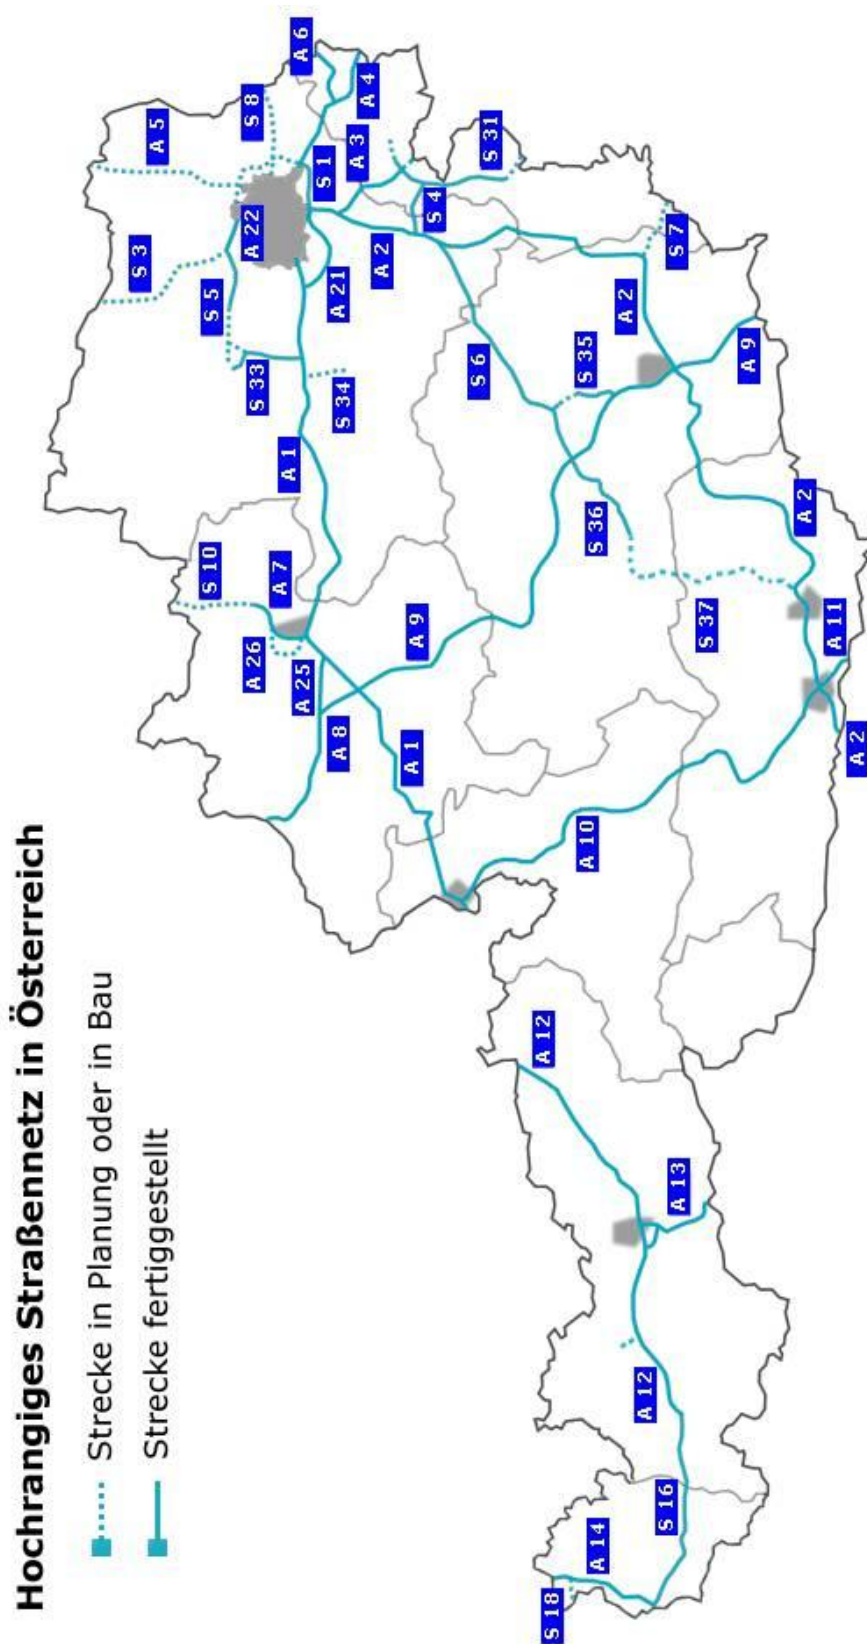 Hochrangiges Straßennetz in Österreich
Strecke in Planung oder in Bau
Strecke fertiggestellt
S 3
A 5
S 5
A 22
S 8
S 10
S 33
A 6
A 7
A 1
S 1
A 26
A 25
S 34
A 21
A 3
A 4
A 8
A 9
A 2
S 4
A 1
S 6
S 31
A 12
A 10
S 36
S 35
A 2
S 18
A 14
S 16
A 12
A 13
S 37
S 7
A 9
A 2
A 11
A 2